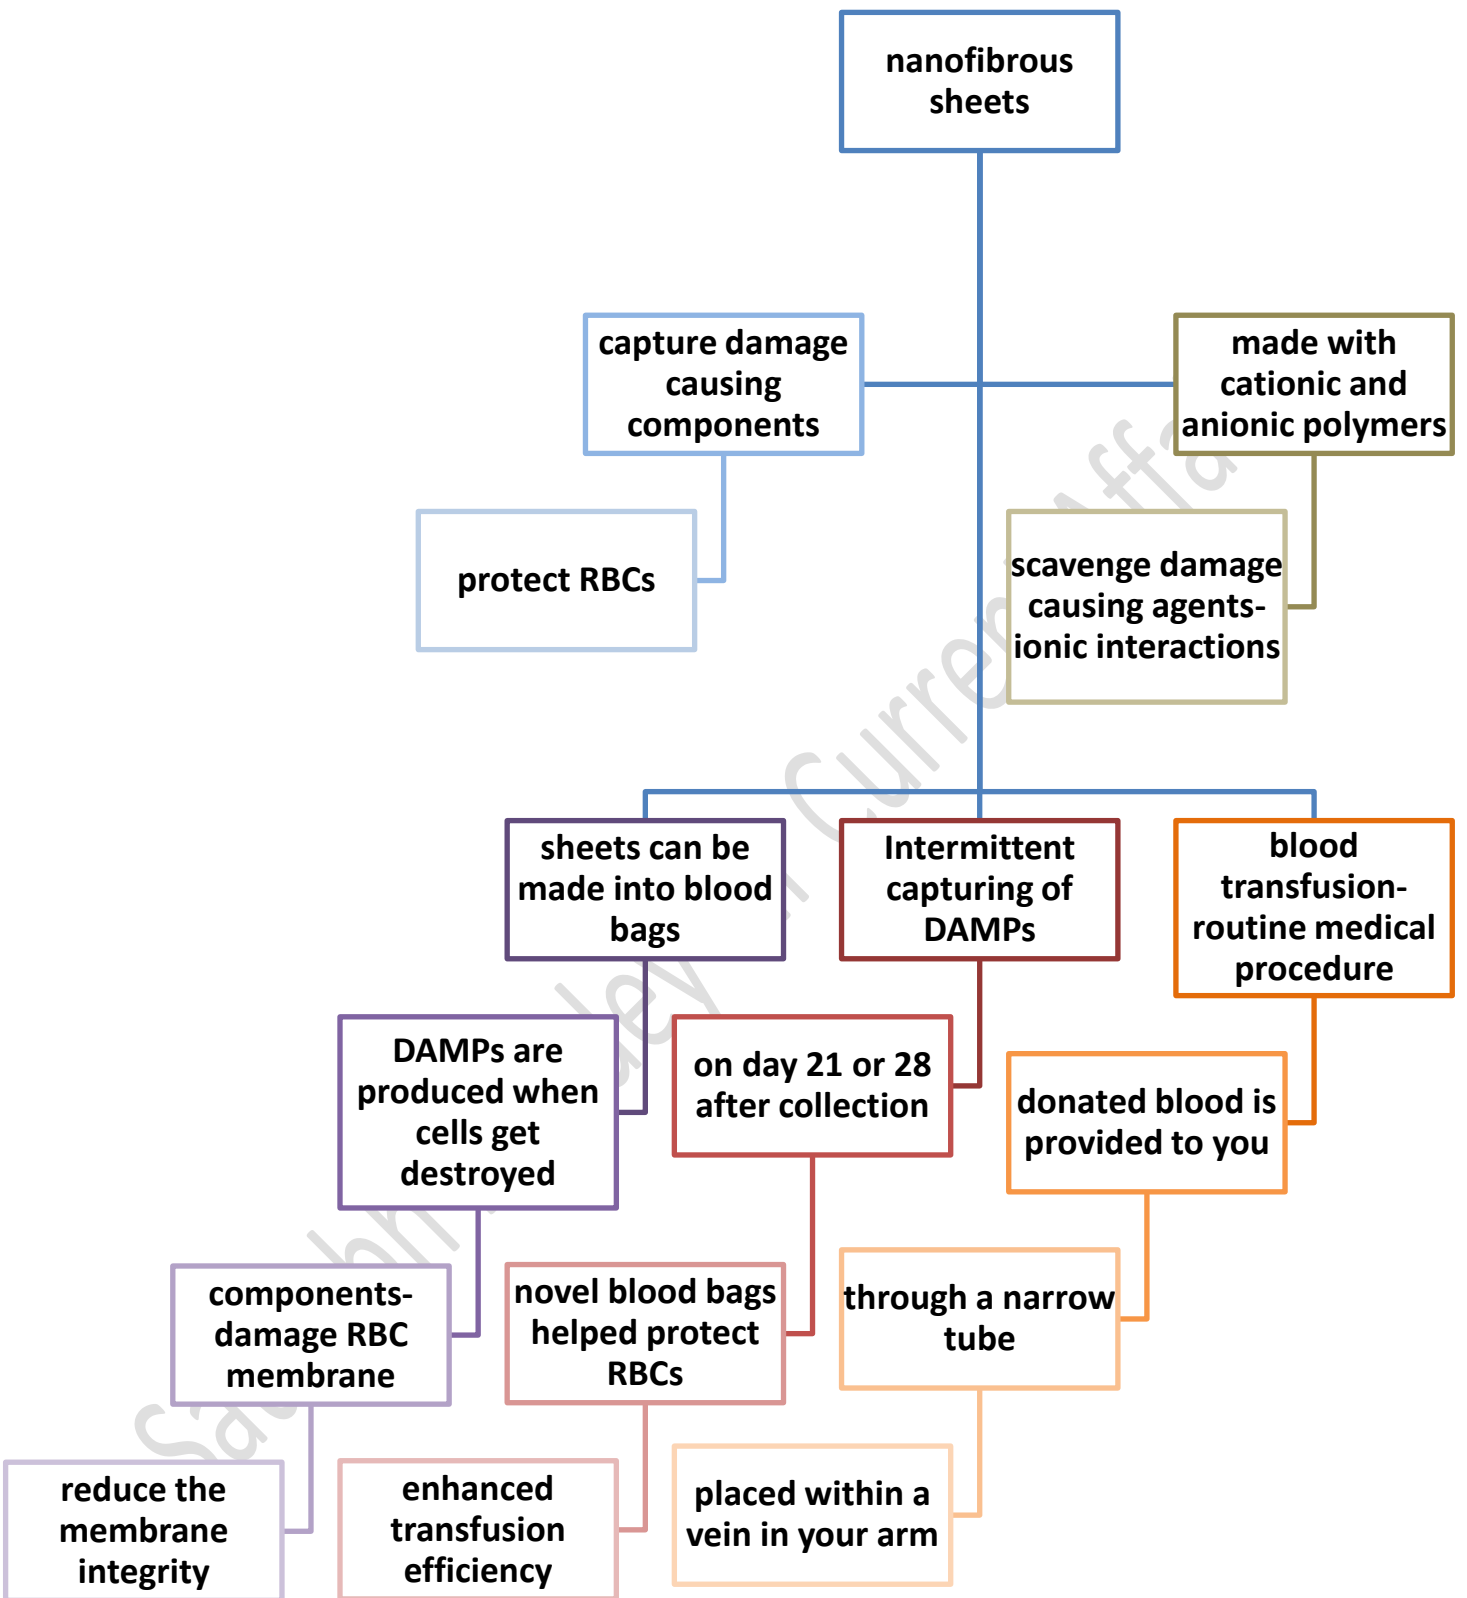 nanofibrous
sheets
capture damage
causing
components
made with
cationic and
anionic polymers
protect RBCs
scavenge damage
causing agents-
ionic interactions
sheets can be
made into blood
bags
Intermittent
capturing of
DAMPs
blood
transfusion-
routine medical
procedure
DAMPs are
produced when
cells get
destroyed
on day 21 or 28
after collection
donated blood is
provided to you
components-
damage RBC
membrane
novel blood bags
helped protect
RBCs
through a narrow
tube
reduce the
membrane
integrity
enhanced
transfusion
efficiency
placed within a
vein in your arm